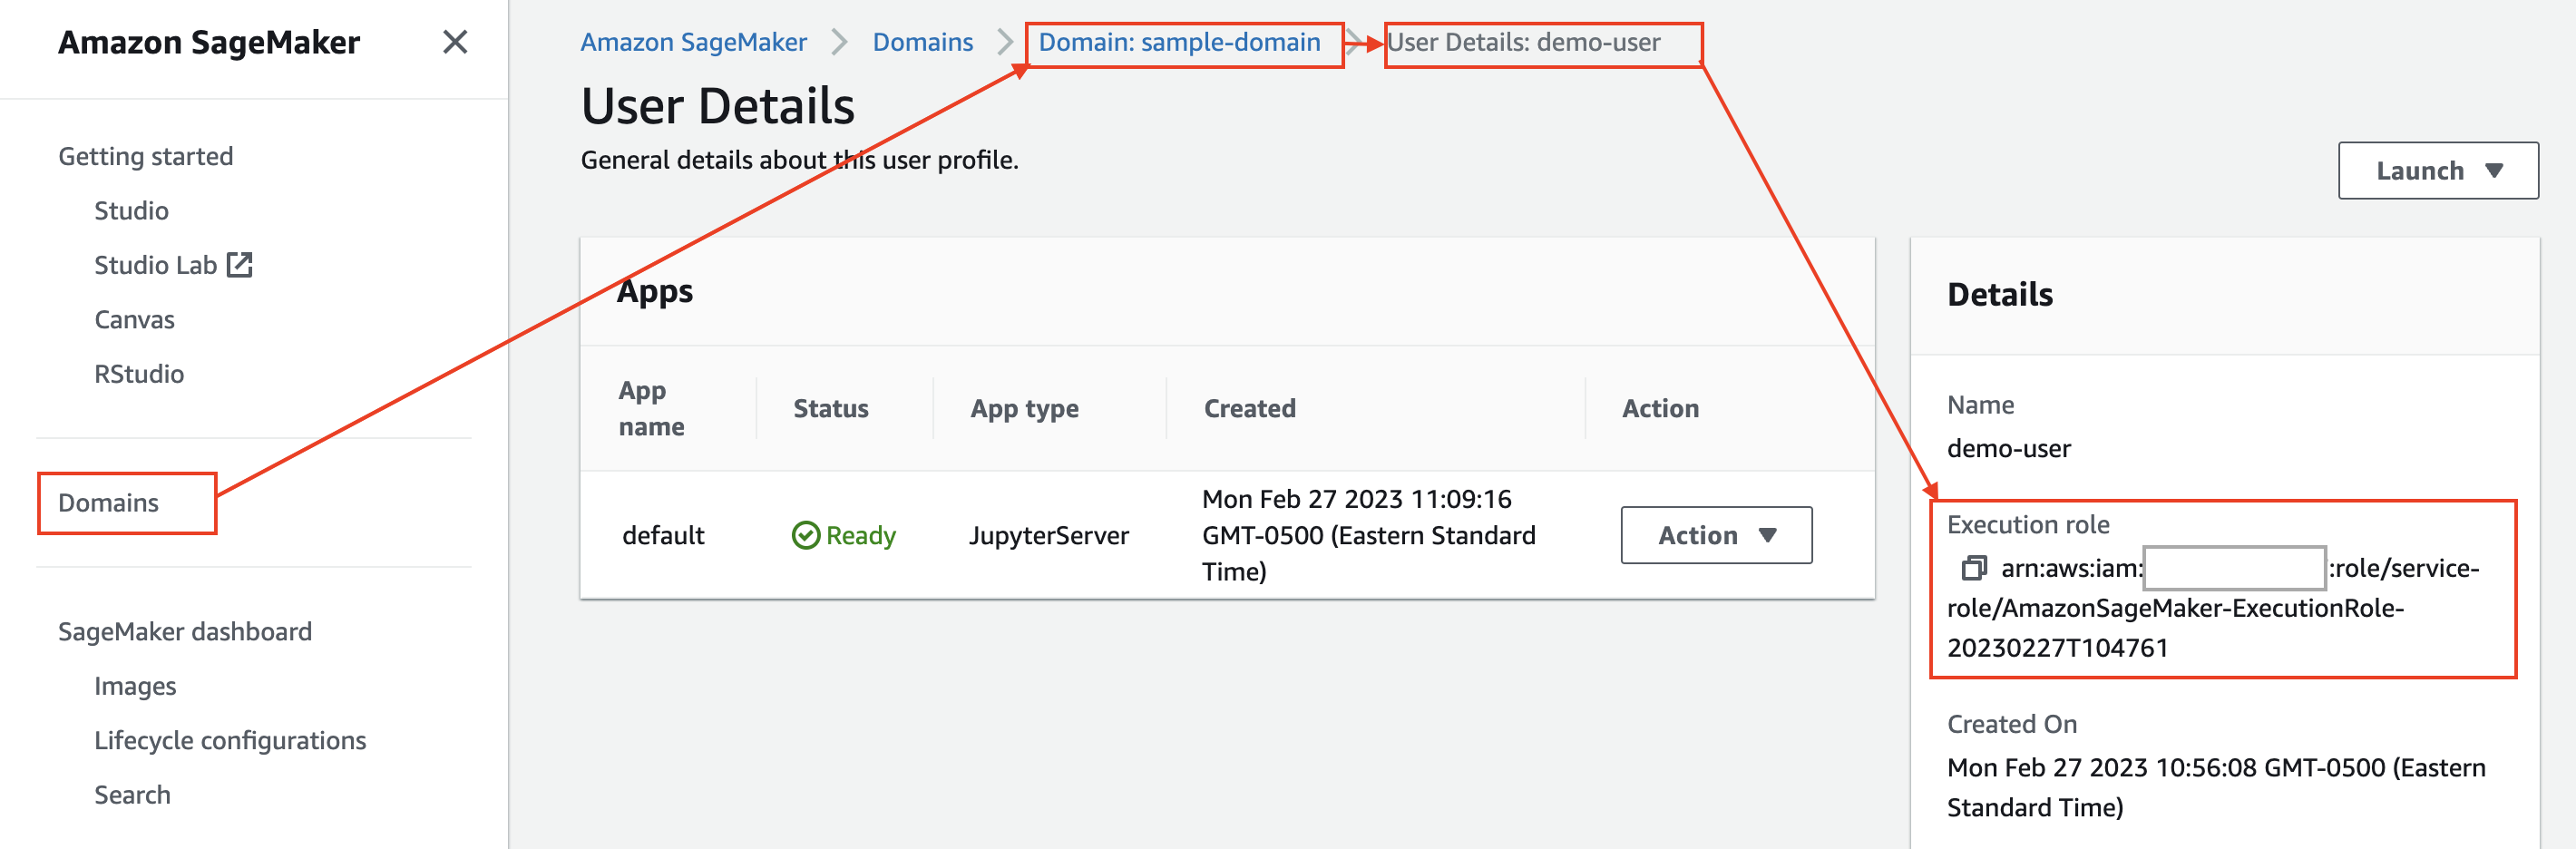 Amazon SageMaker
Getting started
Studio
Studio Lab
Canvas
RStudio
Domains
SageMaker dashboard
Images
Lifecycle configurations
Search
Amazon SageMaker > Domains > Domain: sample-domain > User Details: demo-user
User Details
General details about this user profile.
Launch
Apps
App name
Status
App type
Created
Action
default
Ready
JupyterServer
Mon Feb 27 2023 11:09:16
GMT-0500 (Eastern Standard
Time)
Action
Details
Name
demo-user
Execution role
arn:aws:iam: :role/service-
role/AmazonSageMaker-ExecutionRole-
20230227T104761
Created On
Mon Feb 27 2023 10:56:08 GMT-0500 (Eastern
Standard Time)